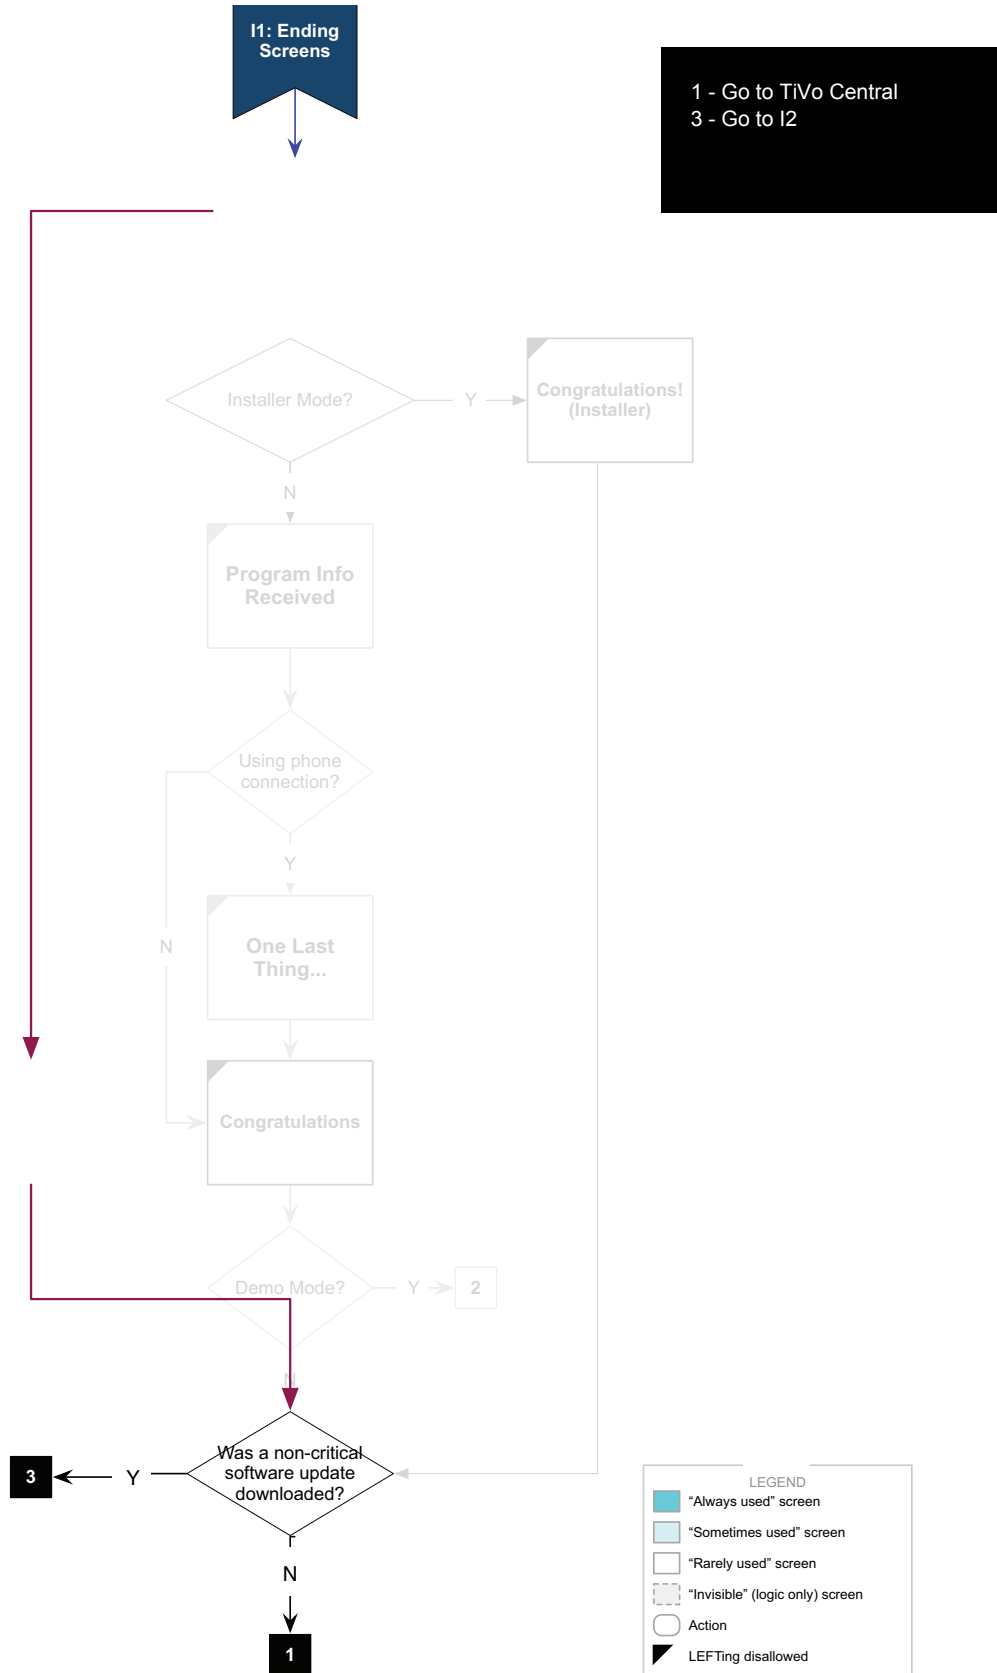 I1: Ending
Screens
1 - Go to TiVo Central
3 - Go to I2
Installer Mode?
Y
Congratulations!
(Installer)
N
Program Info
Received
Using phone
connection?
Y
N
One Last
Thing...
Congratulations
Demo Mode?
Y
2
N
Was a non-critical
software update
downloaded?
Y
3
N
1
LEGEND
“Always used” screen
“Sometimes used” screen
“Rarely used” screen
“Invisible” (logic only) screen
Action
LEFTing disallowed